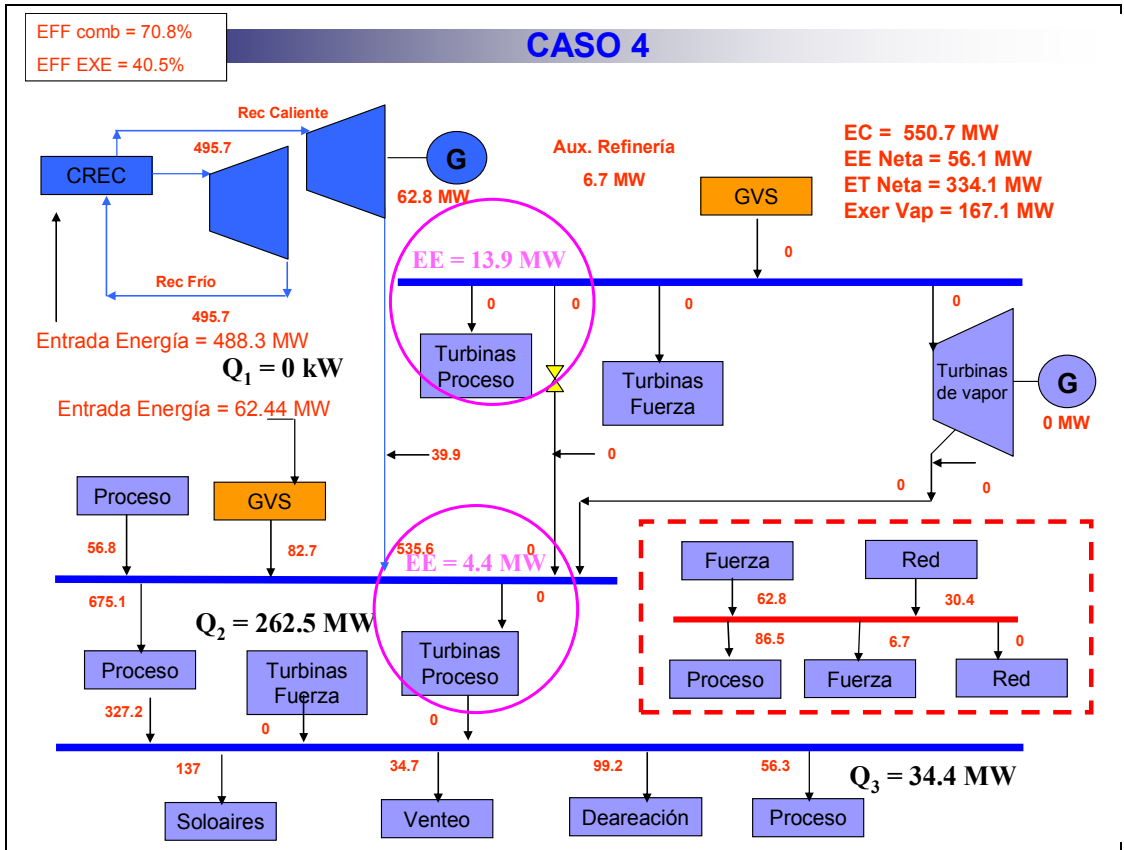 EFF comb = 70.8%
EFF EXE = 40.5%
CASO 4
Rec Caliente
495.7
CREC
G
62.8 MW
Rec Frío
495.7
Entrada Energía = 488.3 MW
Aux. Refinería
6.7 MW
GVS
0
EC = 550.7 MW
EE Neta = 56.1 MW
ET Neta = 334.1 MW
Exer Vap = 167.1 MW
EE = 13.9 MW
0
0
0
0
Turbinas
Proceso
Turbinas
Fuerza
Turbinas
de vapor
G
0 MW
Q1 = 0 kW
Entrada Energía = 62.44 MW
39.9
0
0
0
Proceso
GVS
56.8
82.7
535.6
0
EE = 4.4 MW
675.1
0
Q2 = 262.5 MW
Proceso
Turbinas
Fuerza
Turbinas
Proceso
327.2
0
0
Fuerza
Red
62.8
30.4
86.5
6.7
0
Proceso
Fuerza
Red
137
34.7
99.2
56.3
Q3 = 34.4 MW
Soloaires
Venteo
Deareación
Proceso